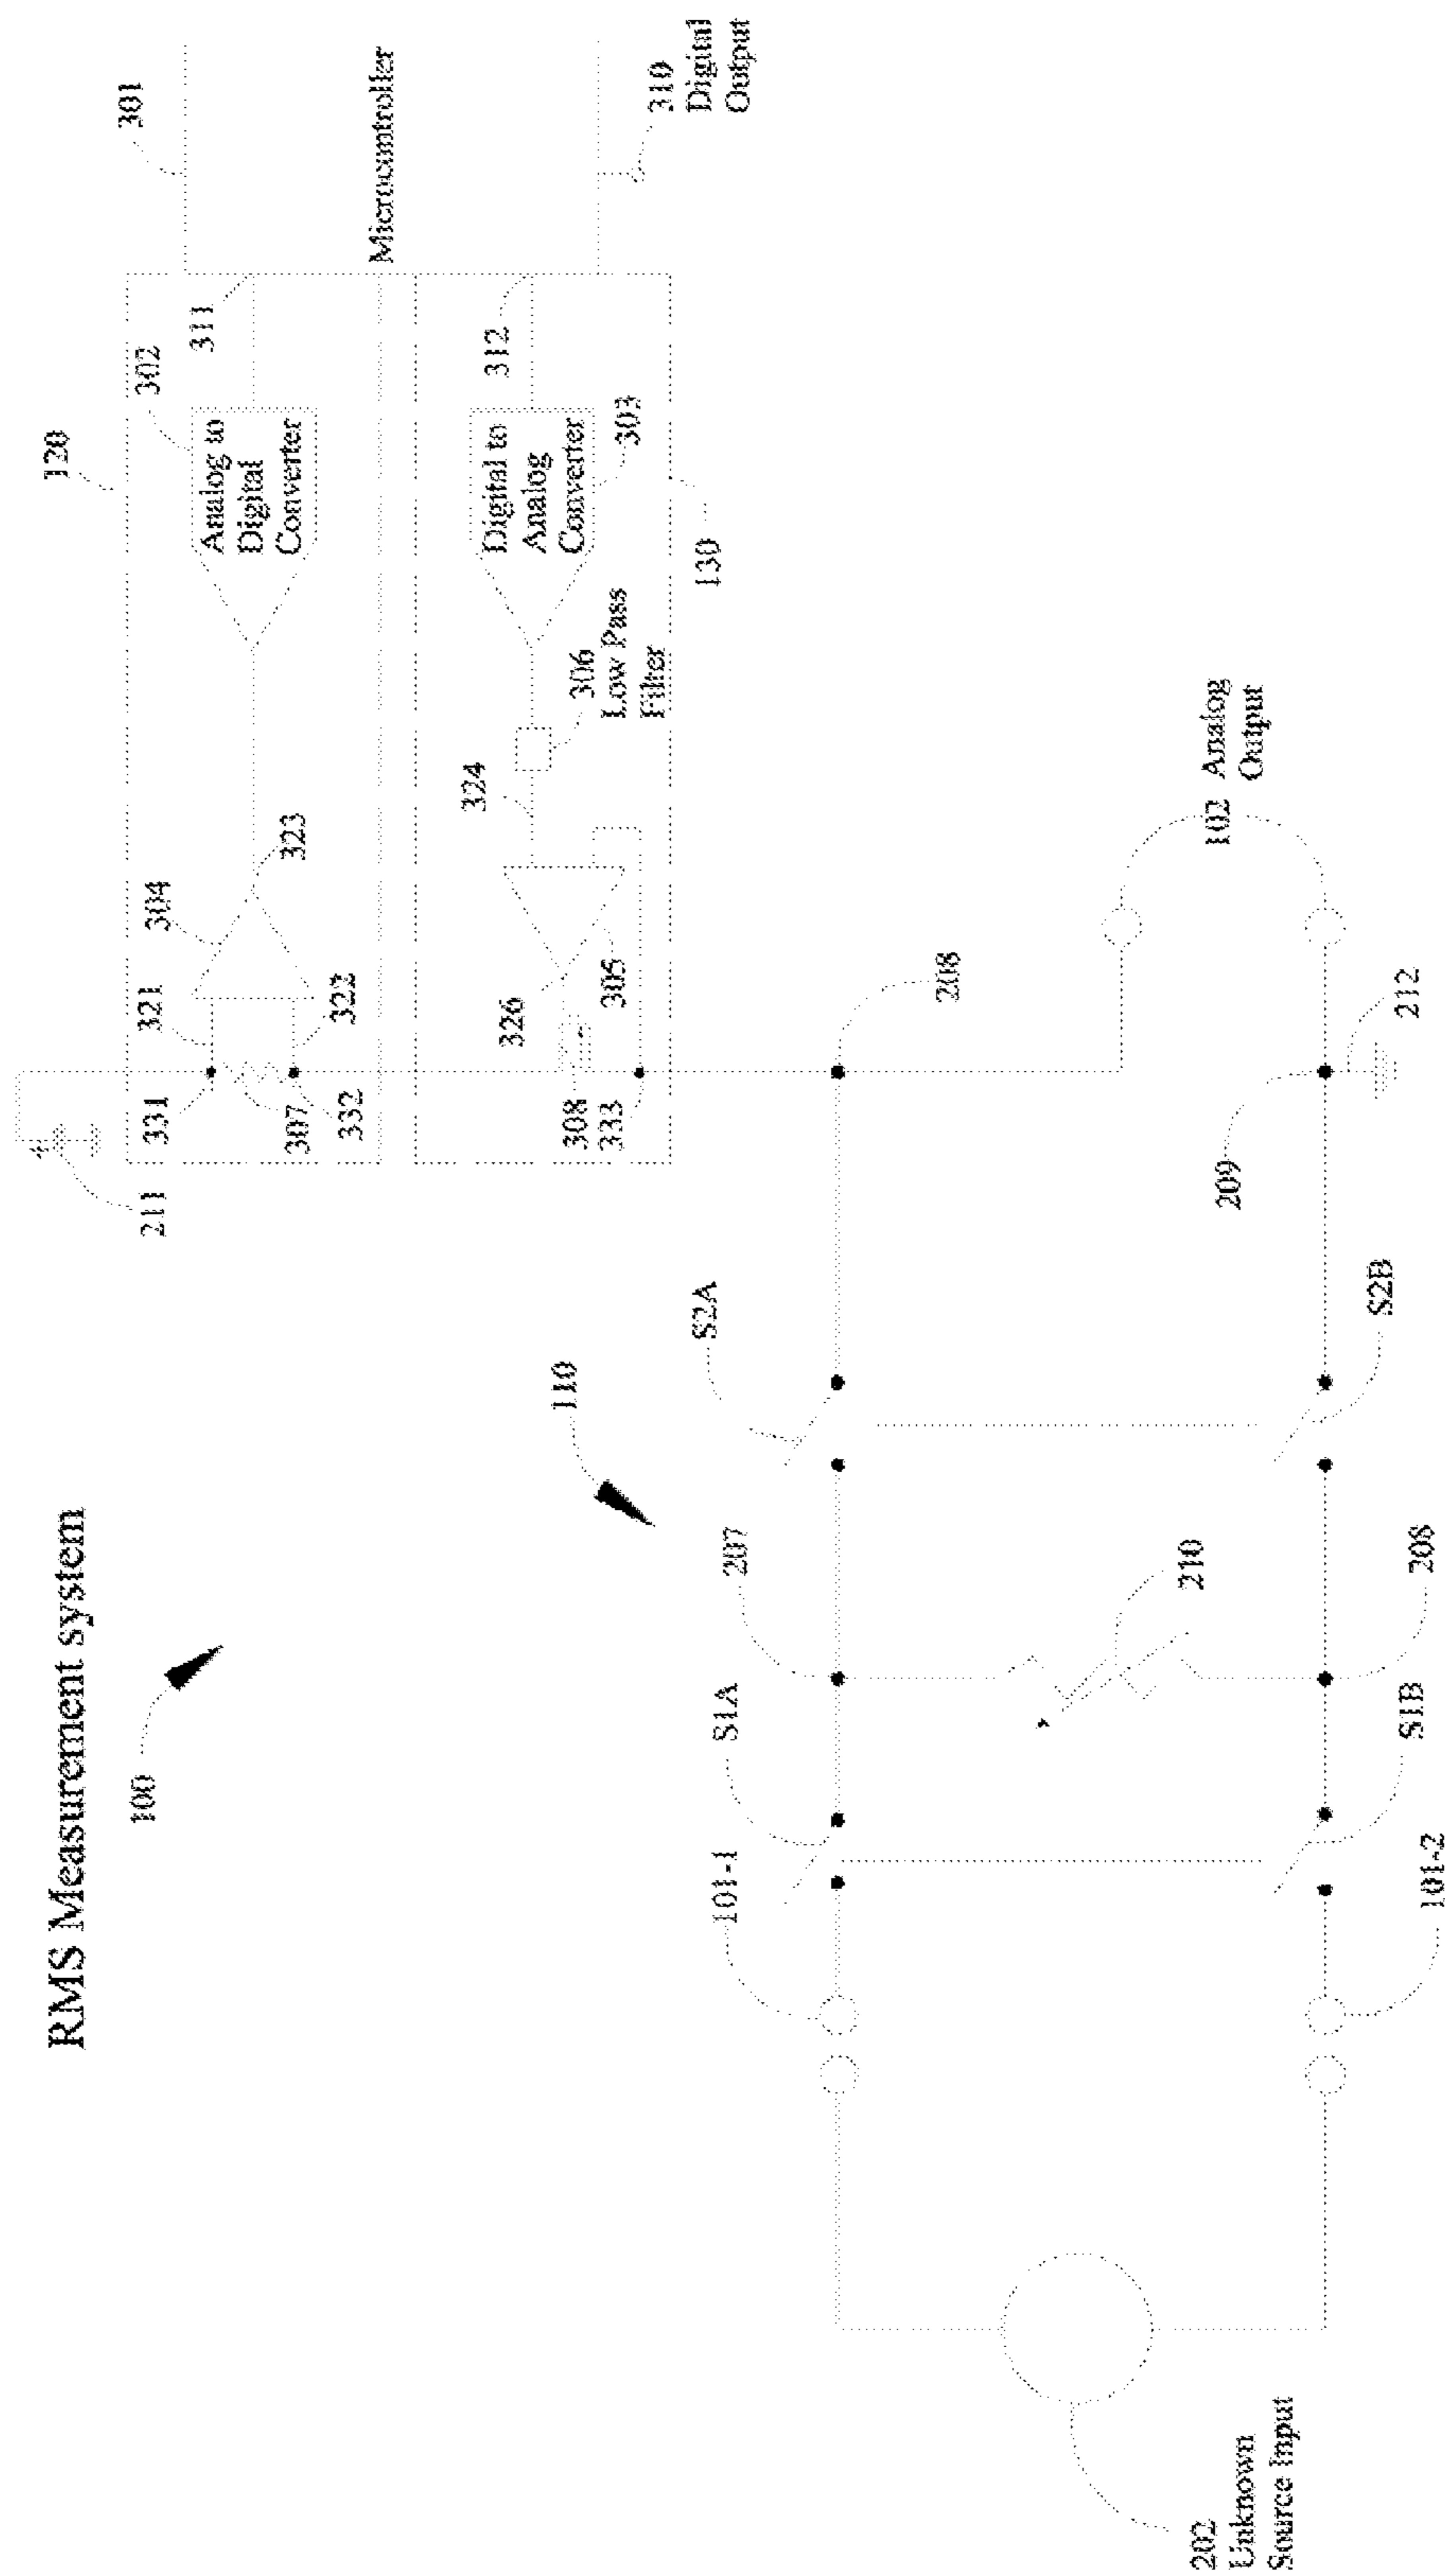 RMS Measurement system
100
120
301
302
311
Analog to
Digital
Converter
Microcontroller
304
323
321
322
331
307
332
211
312
Digital to
Analog
Converter
303
310
Digital
Output
130
306
Low Pass
Filter
324
326
305
308
333
110
S2A
207
S1A
101-1
208
102 Analog
Output
210
209
212
S2B
208
S1B
101-2
202
Unknown
Source Input